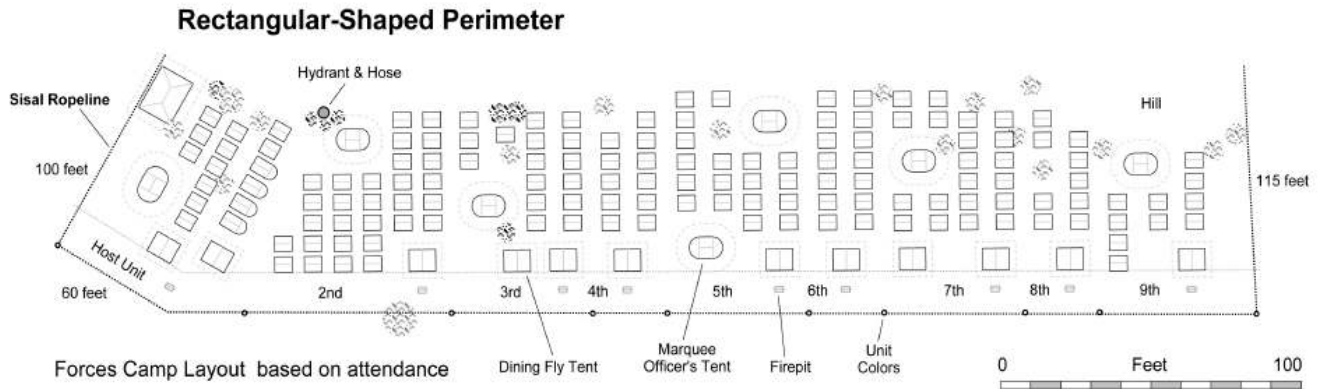 Rectangular-Shaped Perimeter
Hydrant & Hose
Sisal Ropeline
Hill
100 feet
115 feet
Host Unit
60 feet
2nd
3rd
4th
5th
6th
7th
8th
9th
Forces Camp Layout based on attendance
Dining Fly Tent
Marquee
Officer's Tent
Firepit
Unit
Colors
0 Feet 100